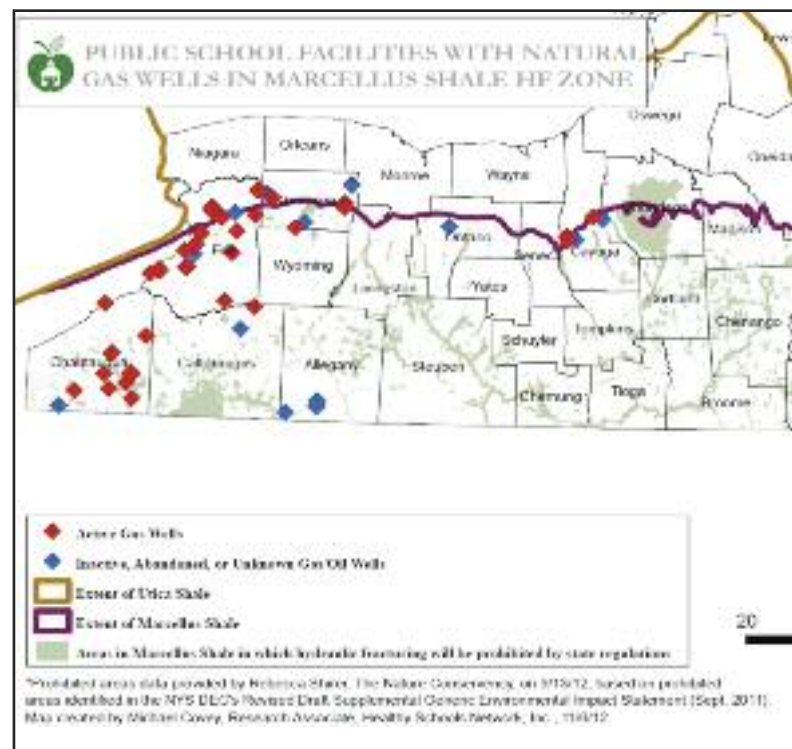 PUBLIC SCHOOL FACILITIES WITH NATURAL
GAS WELLS IN MARCELLUS SHALE HF ZONE
Oswego
Niagara
Orleans
Monroe
Wayne
Madison
Erie
Ontario
Seneca
Cayuga
Wyoming
Livingston
Yates
Cortland
Chenango
Schuyler
Tompkins
Chautauqua
Cattaraugus
Allegany
Steuben
Chemung
Tioga
Broome
Active Gas Wells
Inactive, Abandoned, or Unknown Gas/Oil Wells
Extent of Utica Shale
Extent of Marcellus Shale
Areas in Marcellus Shale in which hydraulic fracturing will be prohibited by state regulations
20
*Prohibited areas data provided by Rebecca Shirer, The Nature Conservancy, on 9/18/12, based on prohibited
areas identified in the NYS DEC's Revised Draft Supplemental Generic Environmental Impact Statement (Sept. 2011).
Map created by Michael Covey, Research Associate, Healthy Schools Network, Inc., 11/6/12